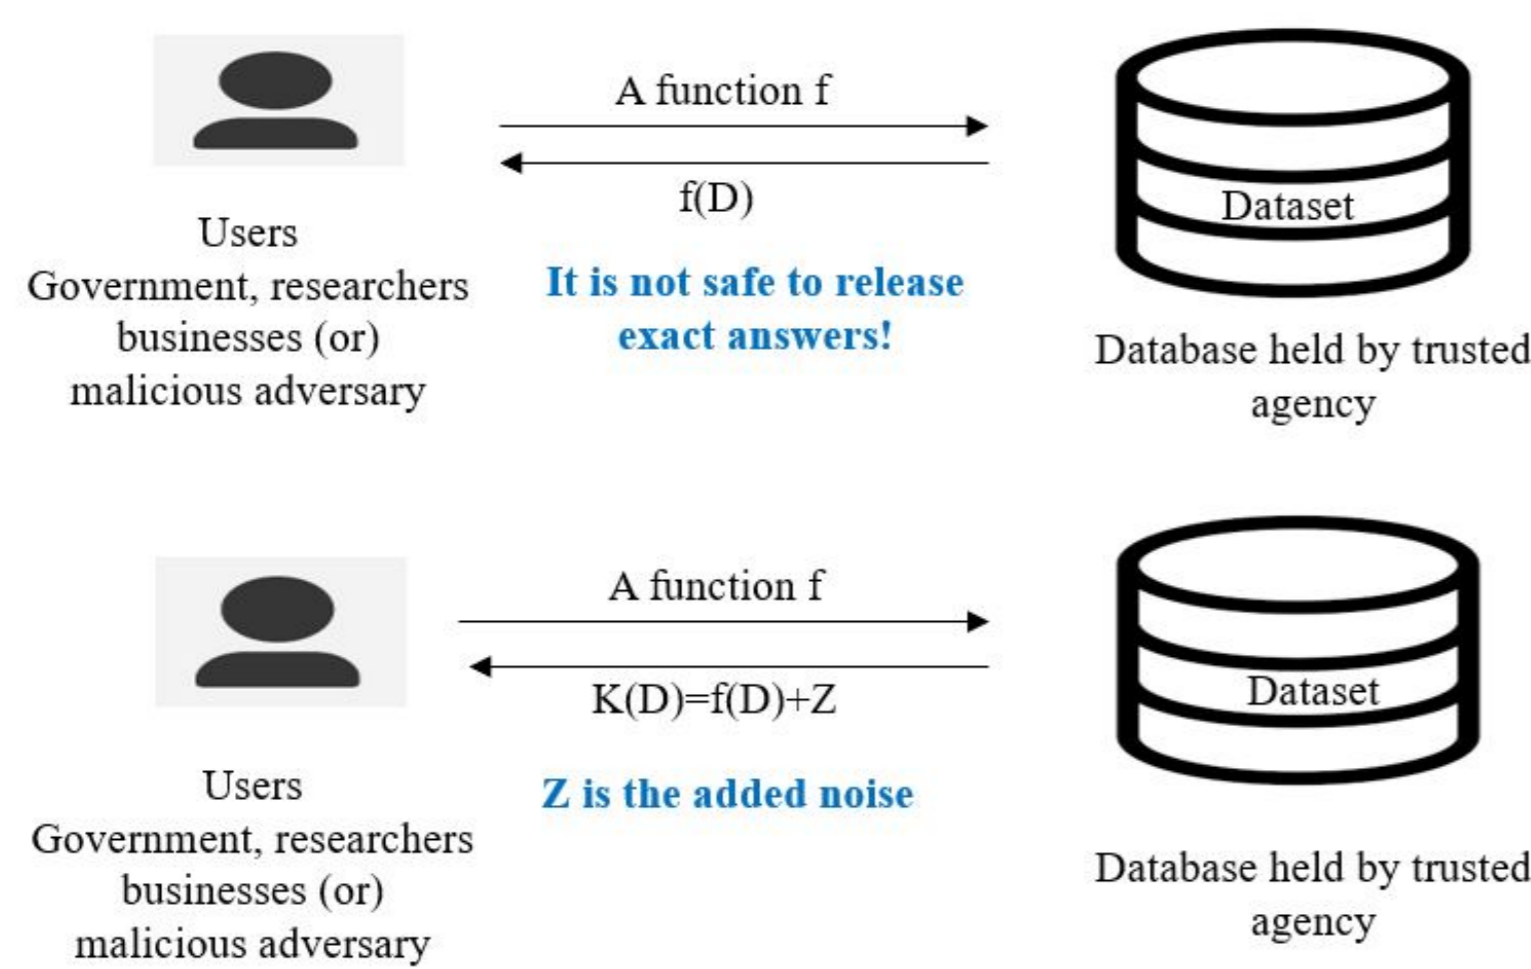 A function f
f(D)
Dataset
Users
Government, researchers
businesses (or)
malicious adversary
It is not safe to release
exact answers!
Database held by trusted
agency
A function f
K(D)=f(D)+Z
Dataset
Users
Government, researchers
businesses (or)
malicious adversary
Z is the added noise
Database held by trusted
agency